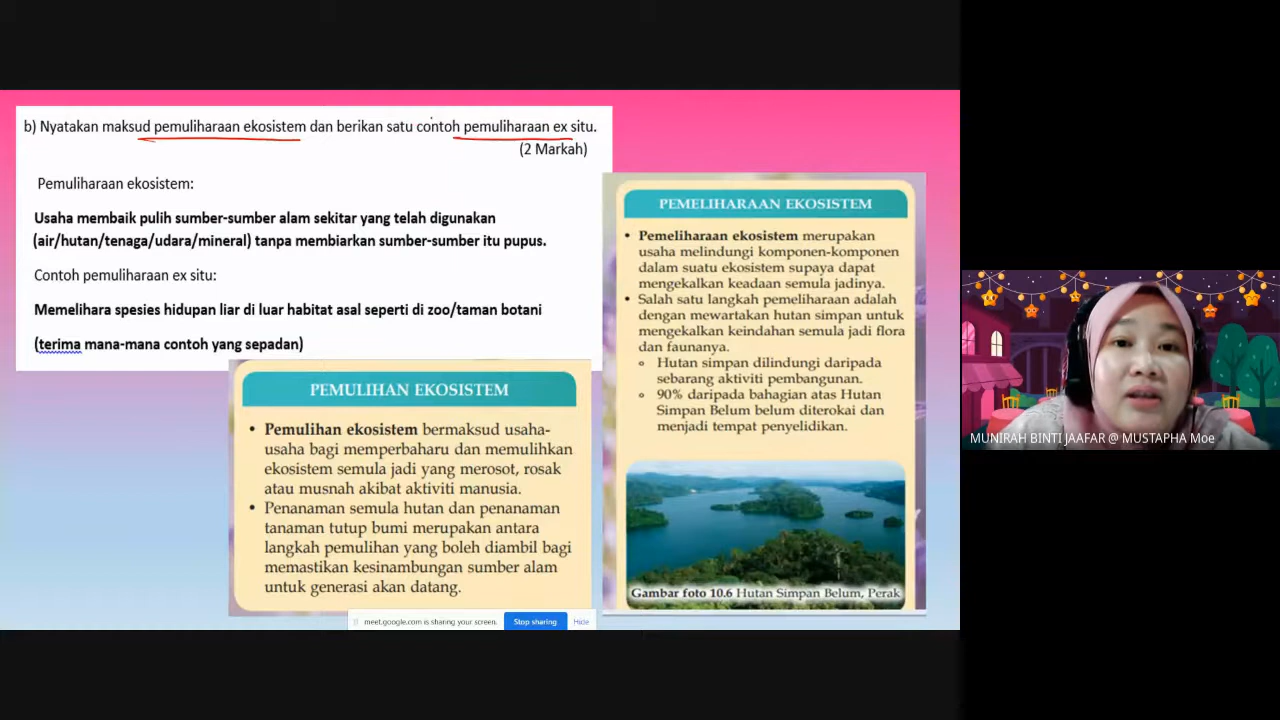 b) Nyatakan maksud pemuliharaan ekosistem dan berikan satu contoh pemuliharaan ex situ.
(2 Markah)
Pemuliharaan ekosistem:
Usaha membaik pulih sumber-sumber alam sekitar yang telah digunakan
(air/hutan/tenaga/udara/mineral) tanpa membiarkan sumber-sumber itu pupus.
Contoh pemuliharaan ex situ:
Memelihara spesies hidupan liar di luar habitat asal seperti di zoo/taman botani
(terima mana-mana contoh yang sepadan)
PEMULIHAN EKOSISTEM
• Pemulihan ekosistem bermaksud usaha-
usaha bagi memperbaharu dan memulihkan
ekosistem semula jadi yang merosot, rosak
atau musnah akibat aktiviti manusia.
• Penanaman semula hutan dan penanaman
tanaman tutup bumi merupakan antara
langkah pemulihan yang boleh diambil bagi
memastikan kesinambungan sumber alam
untuk generasi akan datang.
PEMELIHARAAN EKOSISTEM
• Pemeliharaan ekosistem merupakan
usaha melindungi komponen-komponen
dalam suatu ekosistem supaya dapat
mengekalkan keadaan semula jadinya.
• Salah satu langkah pemeliharaan adalah
dengan mewartakan hutan simpan untuk
mengekalkan keindahan semula jadi flora
dan faunanya.
o Hutan simpan dilindungi daripada
sebarang aktiviti pembangunan.
o 90% daripada bahagian atas Hutan
Simpan Belum belum diterokai dan
menjadi tempat penyelidikan.
Gambar foto 10.6 Hutan Simpan Belum, Perak
meet.google.com is sharing your screen.
Stop sharing
Hide
MUNIRAH BINTI JAAFAR @ MUSTAPHA Moe